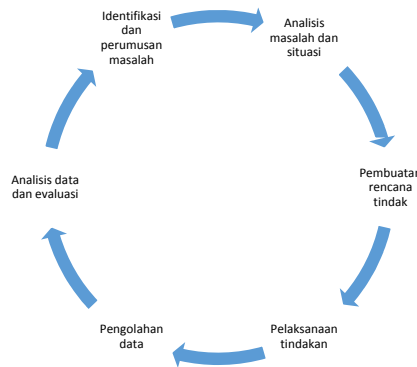 Identifikasi
dan
perumusan
masalah
Analisis
masalah dan
situasi
Pembuatan
rencana
tindak
Pelaksanaan
tindakan
Pengolahan
data
Analisis data
dan evaluasi